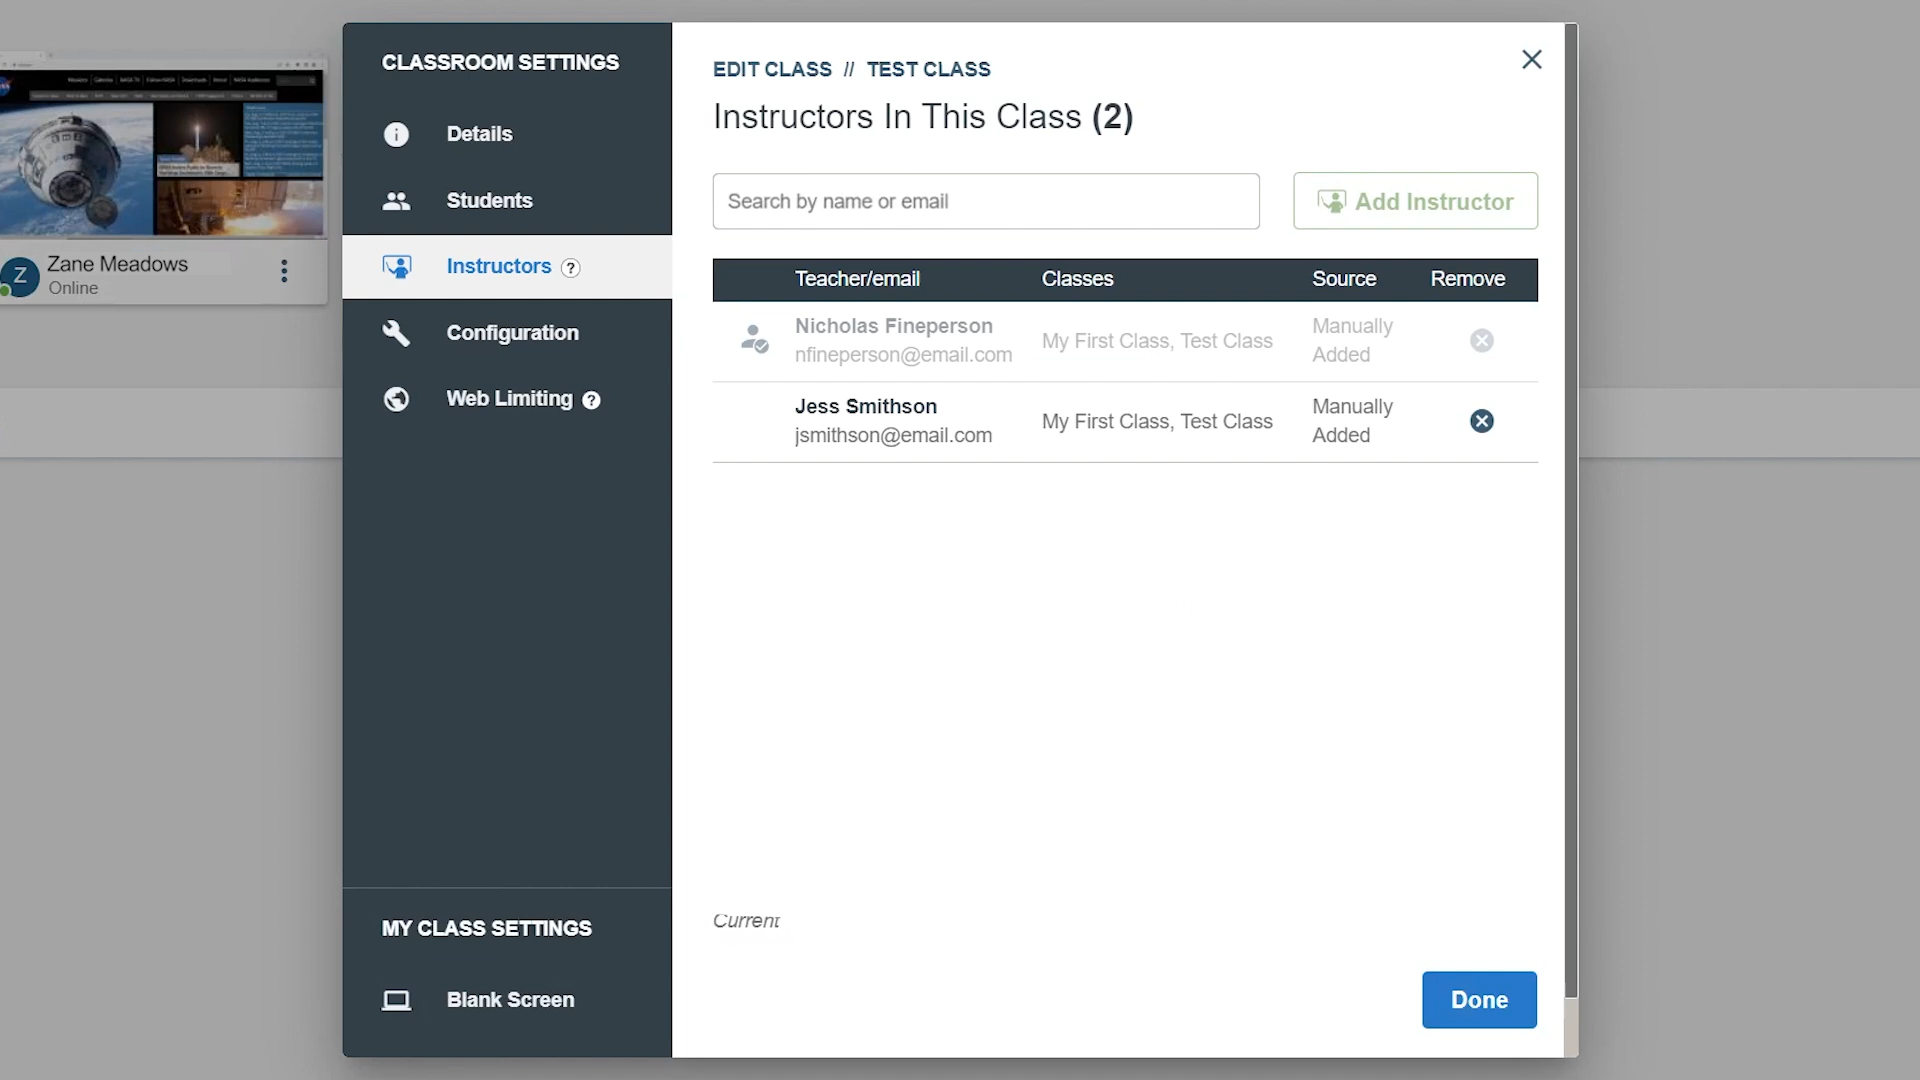 CLASSROOM SETTINGS
Details
Students
Instructors ?
Configuration
Web Limiting ?
MY CLASS SETTINGS
Blank Screen
EDIT CLASS // TEST CLASS
Instructors In This Class (2)
Search by name or email
Add Instructor
Teacher/email Classes Source Remove
Nicholas Fineperson
nfineperson@email.com
My First Class, Test Class
Manually
Added
Jess Smithson
jsmithson@email.com
My First Class, Test Class
Manually
Added
Current
Done
Z
Zane Meadows
Online